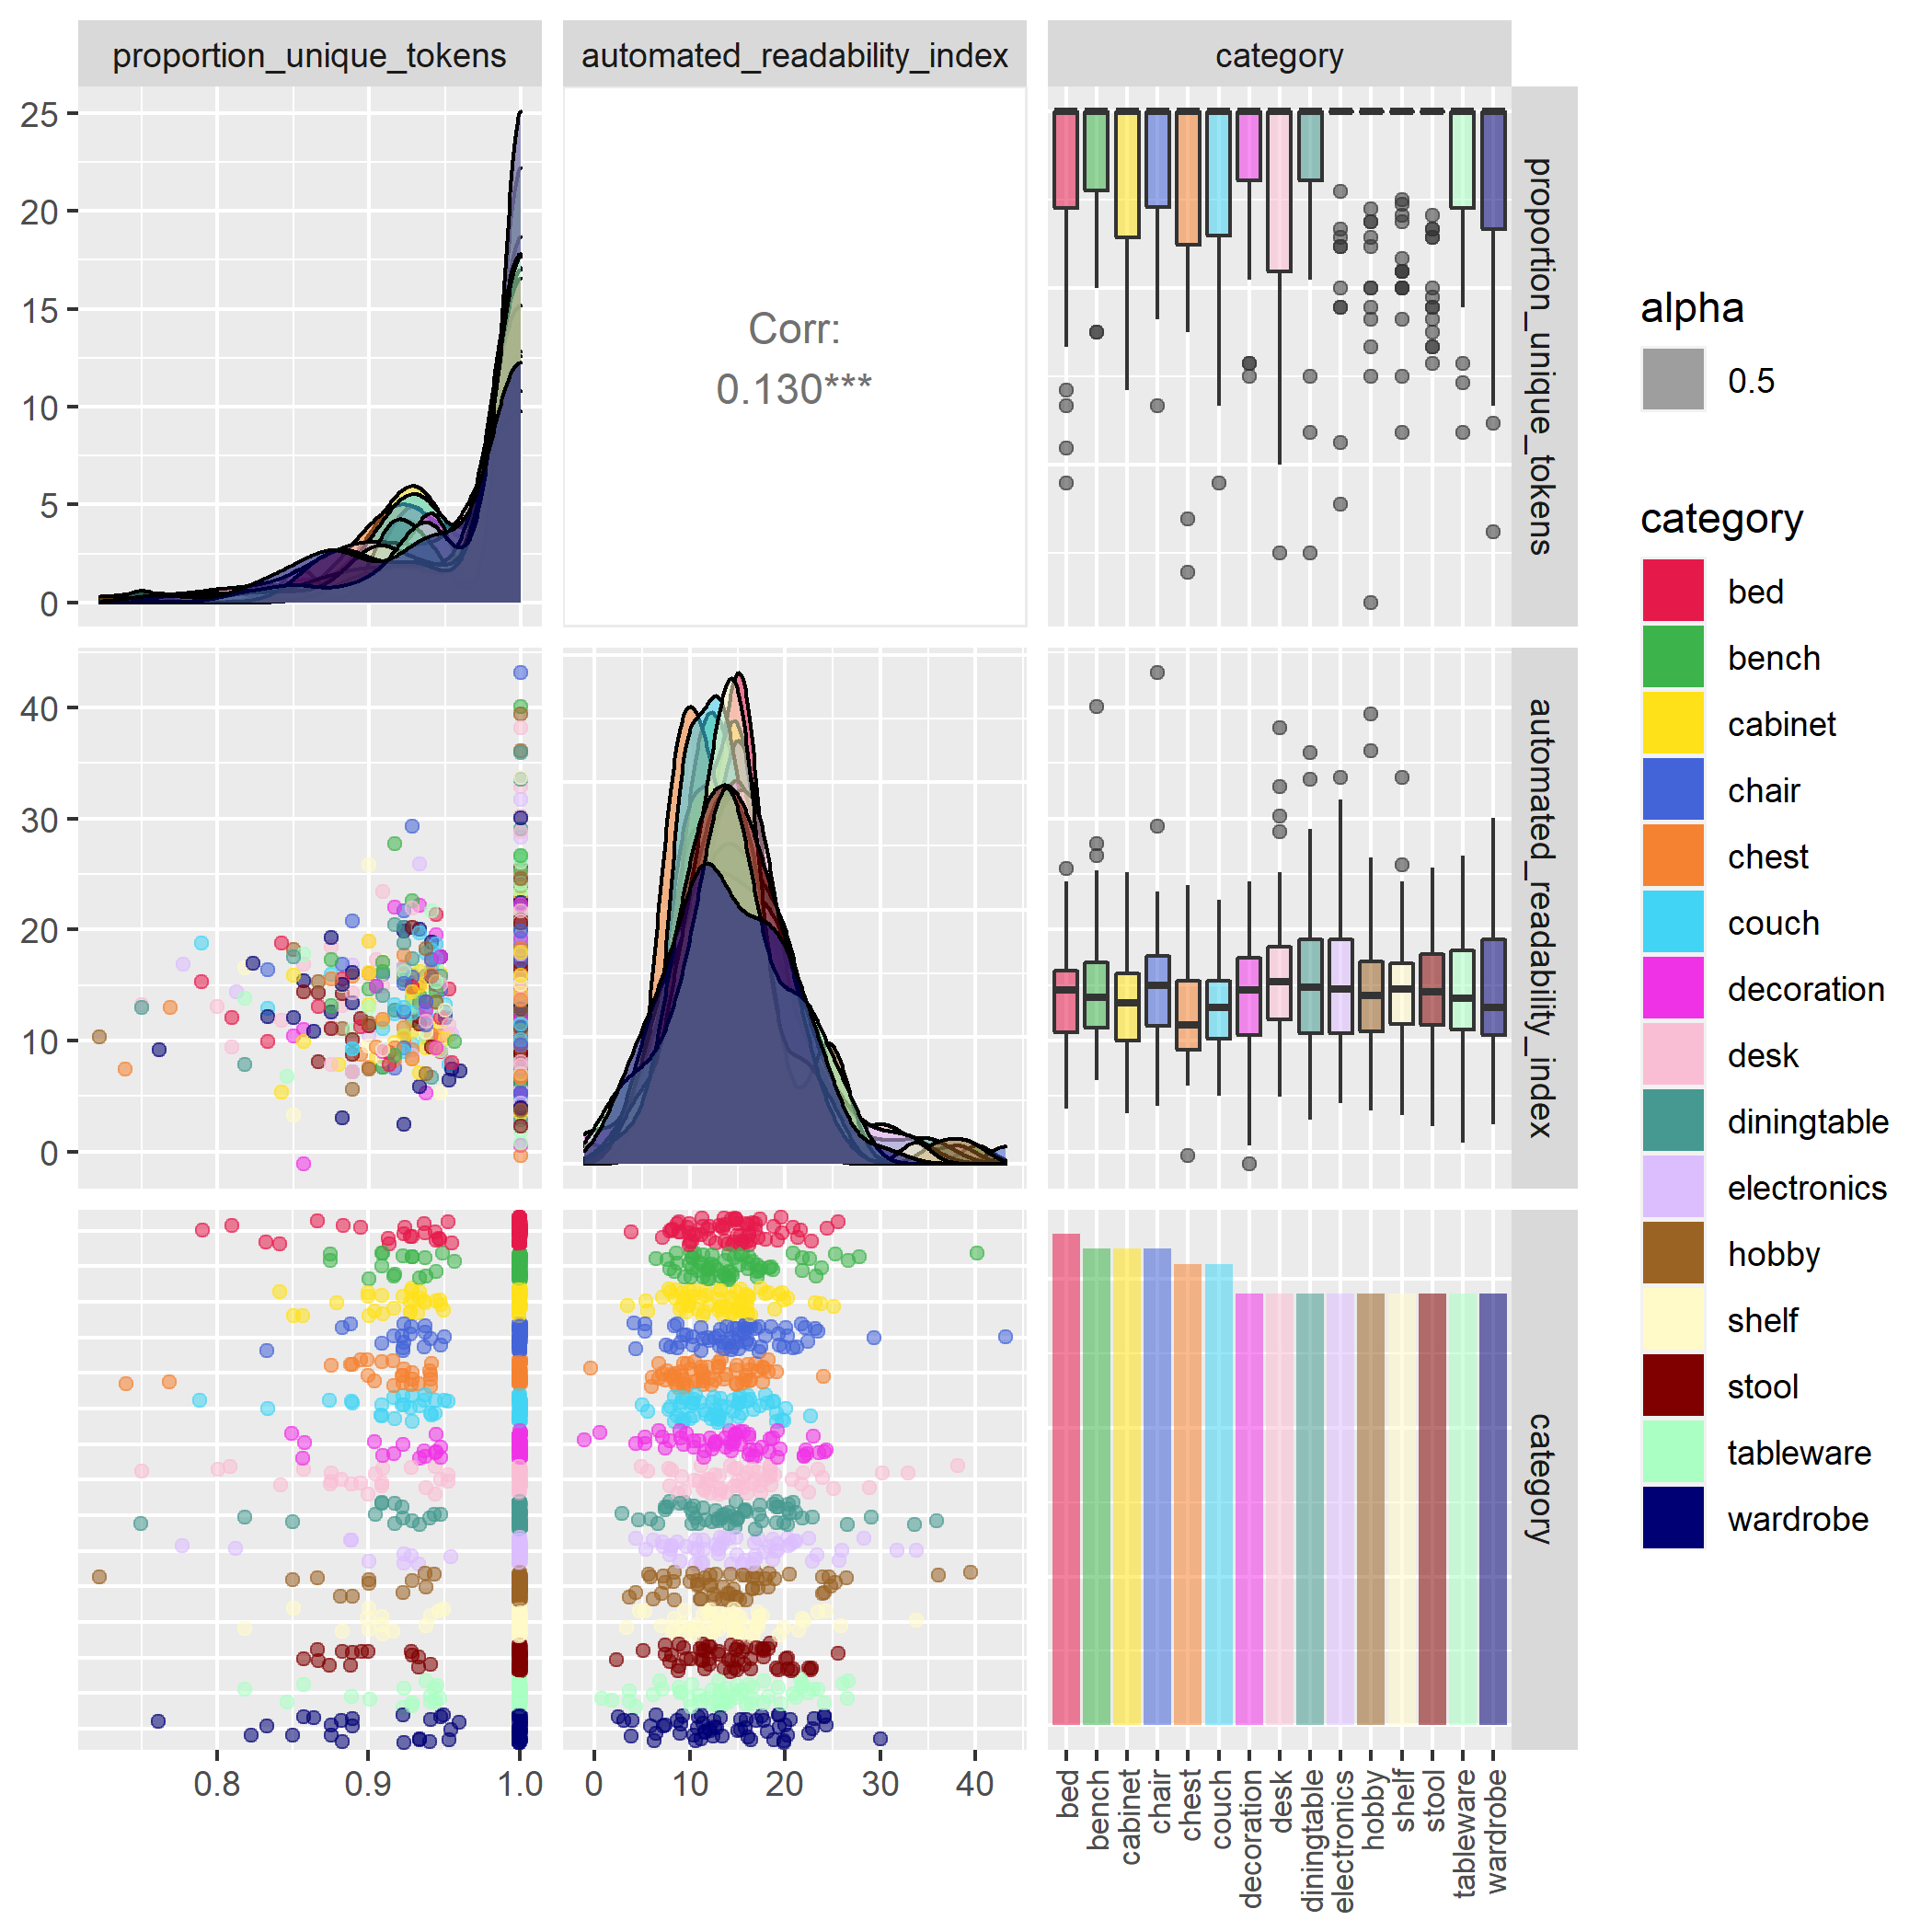 proportion_unique_tokens
automated_readability_index
category
25
20
15
10
5
0
Corr:
0.130***
proportion_unique_tokens
40
30
20
10
0
automated_readability_index
category
0.8
0.9
1.0
0
10
20
30
40
bed
bench
cabinet
chair
chest
couch
decoration
desk
diningtable
electronics
hobby
shelf
stool
tableware
wardrobe
alpha
0.5
category
bed
bench
cabinet
chair
chest
couch
decoration
desk
diningtable
electronics
hobby
shelf
stool
tableware
wardrobe